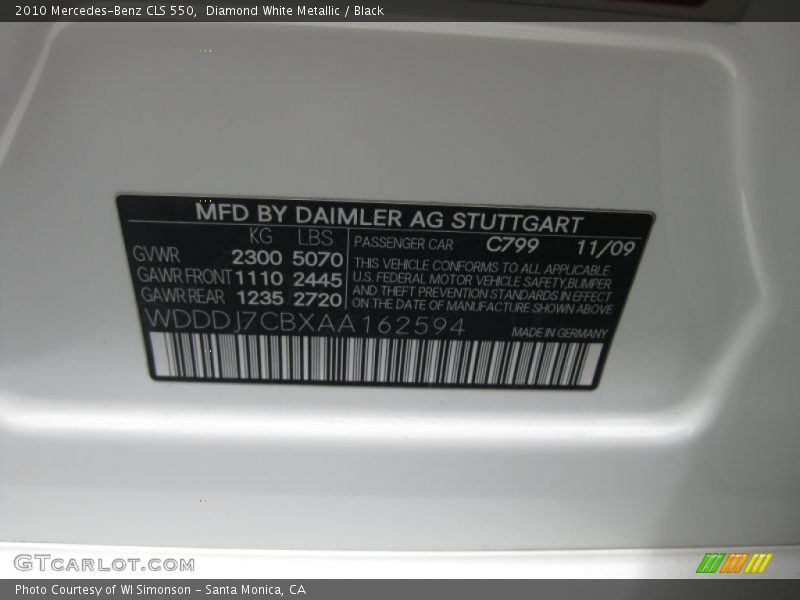 2010 Mercedes-Benz CLS 550,  Diamond White Metallic / Black
MFD BY DAIMLER AG STUTTGART
KG LBS
GVWR 2300 5070
GAWR FRONT 1110 2445
GAWR REAR 1235 2720
PASSENGER CAR C799 11/09
THIS VEHICLE CONFORMS TO ALL APPLICABLE
U.S. FEDERAL MOTOR VEHICLE SAFETY,BUMPER
AND THEFT PREVENTION STANDARDS IN EFFECT
ON THE DATE OF MANUFACTURE SHOWN ABOVE
WDDDJ7CBXAA162594
MADE IN GERMANY
GTCARLOT.COM
Photo Courtesy of WI Simonson – Santa Monica, CA